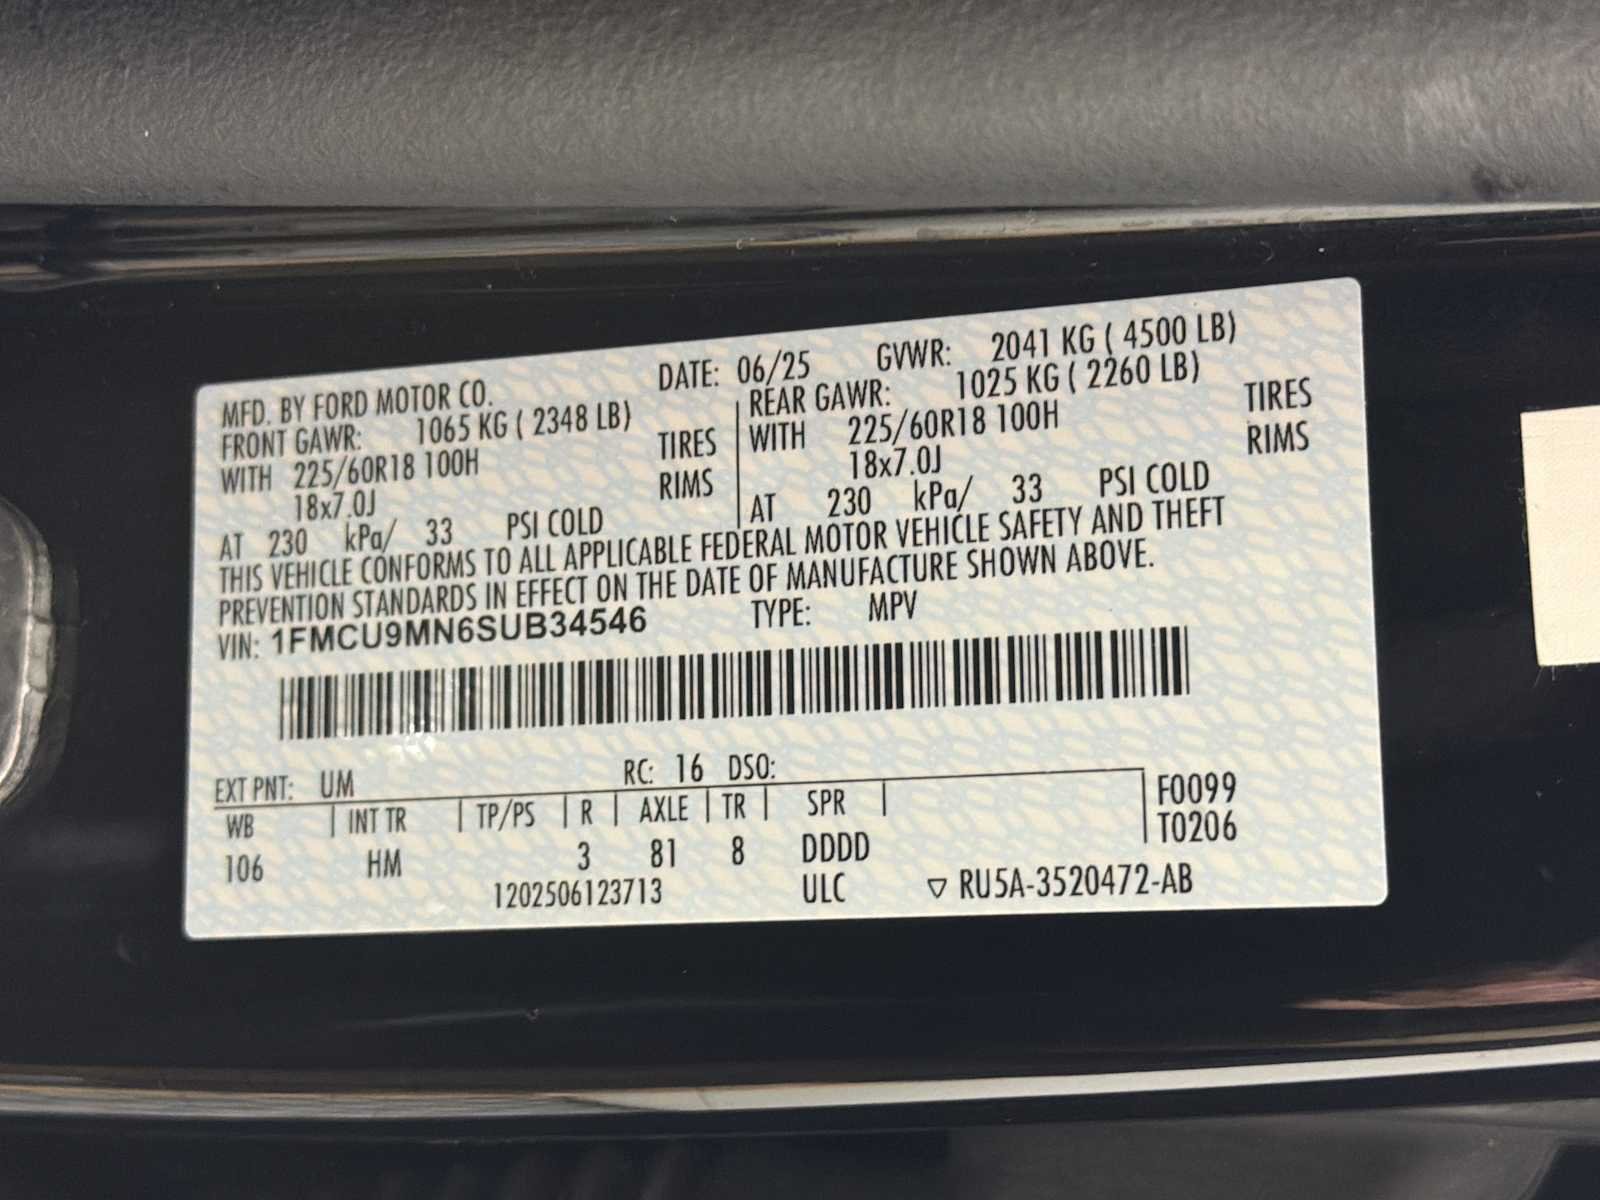 MFD. BY FORD MOTOR CO. DATE: 06/25 GVWR: 2041 KG ( 4500 LB)
FRONT GAWR: 1065 KG ( 2348 LB) REAR GAWR: 1025 KG ( 2260 LB)
WITH 225/60R18 100H TIRES WITH 225/60R18 100H TIRES
18x7.0J RIMS 18x7.0J RIMS
AT 230 kPa/ 33 PSI COLD AT 230 kPa/ 33 PSI COLD
THIS VEHICLE CONFORMS TO ALL APPLICABLE FEDERAL MOTOR VEHICLE SAFETY AND THEFT
PREVENTION STANDARDS IN EFFECT ON THE DATE OF MANUFACTURE SHOWN ABOVE.
VIN: 1FMCU9MN6SUB34546 TYPE: MPV
EXT PNT: UM RC: 16 DSO:
WB INT TR TP/PS R AXLE TR SPR F0099
T0206
106 HM 3 81 8 DDDD
1202506123713 ULC ▽ RU5A-3520472-AB